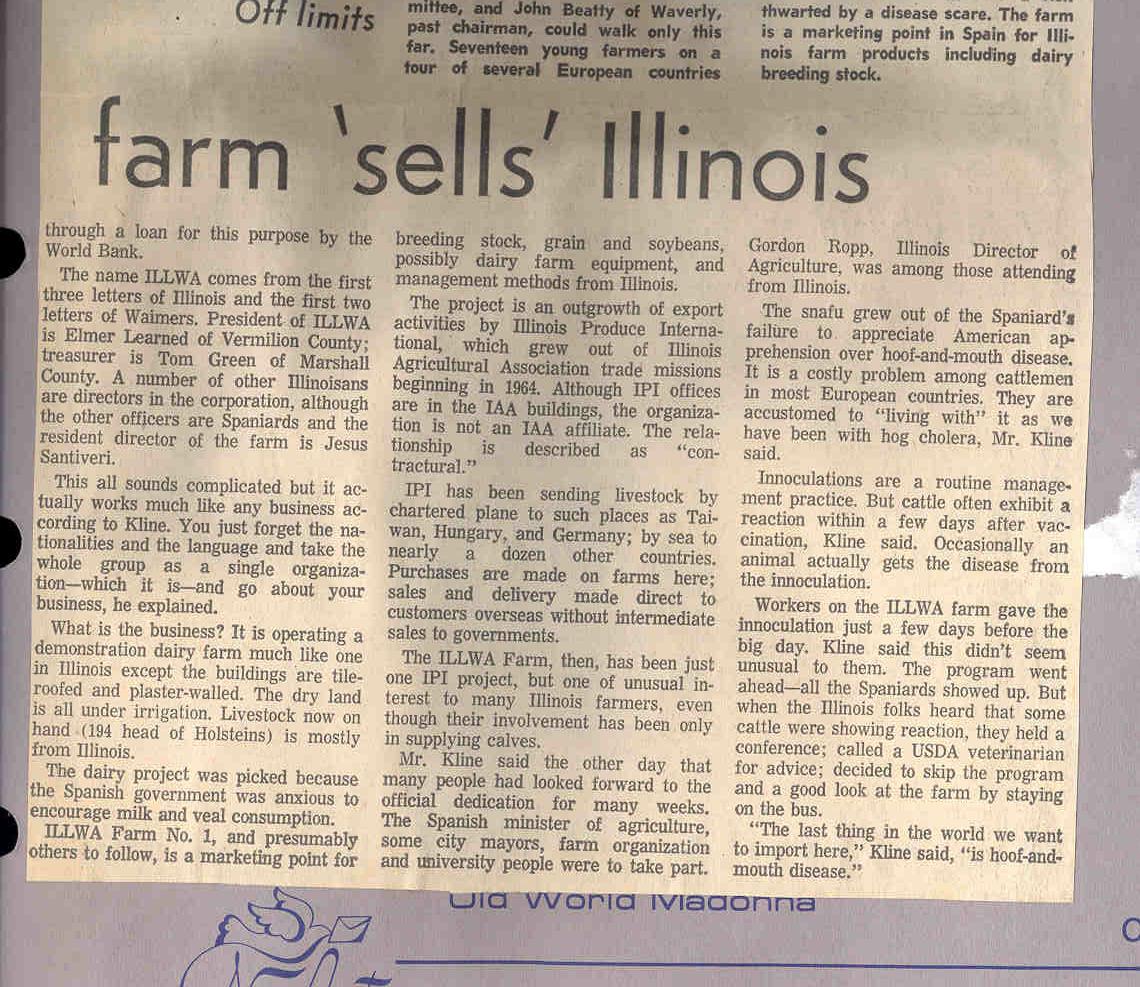 Off limits
mittee, and John Beatty of Waverly,
past chairman, could walk only this
far. Seventeen young farmers on a
tour of several European countries
thwarted by a disease scare. The farm
is a marketing point in Spain for Illi-
nois farm products including dairy
breeding stock.
farm 'sells' Illinois
through a loan for this purpose by the
World Bank.
The name ILLWA comes from the first
three letters of Illinois and the first two
letters of Waimers. President of ILLWA
is Elmer Learned of Vermilion County;
treasurer is Tom Green of Marshall
County. A number of other Illinoisans
are directors in the corporation, although
the other officers are Spaniards and the
resident director of the farm is Jesus
Santiveri.
This all sounds complicated but it ac-
tually works much like any business ac-
cording to Kline. You just forget the na-
tionalities and the language and take the
whole group as a single organiza-
tion—which it is—and go about your
business, he explained.
What is the business? It is operating a
demonstration dairy farm much like one
in Illinois except the buildings are tile-
roofed and plaster-walled. The dry land
is all under irrigation. Livestock now on
hand (194 head of Holsteins) is mostly
from Illinois.
The dairy project was picked because
the Spanish government was anxious to
encourage milk and veal consumption.
ILLWA Farm No. 1, and presumably
others to follow, is a marketing point for
breeding stock, grain and soybeans,
possibly dairy farm equipment, and
management methods from Illinois.
The project is an outgrowth of export
activities by Illinois Produce Interna-
tional, which grew out of Illinois
Agricultural Association trade missions
beginning in 1964. Although IPI offices
are in the IAA buildings, the organiza-
tion is not an IAA affiliate. The rela-
tionship is described as "con-
tractural."
IPI has been sending livestock by
chartered plane to such places as Tai-
wan, Hungary, and Germany; by sea to
nearly a dozen other countries.
Purchases are made on farms here;
sales and delivery made direct to
customers overseas without intermediate
sales to governments.
The ILLWA Farm, then, has been just
one IPI project, but one of unusual in-
terest to many Illinois farmers, even
though their involvement has been only
in supplying calves.
Mr. Kline said the other day that
many people had looked forward to the
official dedication for many weeks.
The Spanish minister of agriculture,
some city mayors, farm organization
and university people were to take part.
Gordon Ropp, Illinois Director of
Agriculture, was among those attending
from Illinois.
The snafu grew out of the Spaniard's
failure to appreciate American ap-
prehension over hoof-and-mouth disease.
It is a costly problem among cattlemen
in most European countries. They are
accustomed to "living with" it as we
have been with hog cholera, Mr. Kline
said.
Innoculations are a routine manage-
ment practice. But cattle often exhibit a
reaction within a few days after vac-
cination, Kline said. Occasionally an
animal actually gets the disease from
the innoculation.
Workers on the ILLWA farm gave the
innoculation just a few days before the
big day. Kline said this didn't seem
unusual to them. The program went
ahead—all the Spaniards showed up. But
when the Illinois folks heard that some
cattle were showing reaction, they held a
conference; called a USDA veterinarian
for advice; decided to skip the program
and a good look at the farm by staying
on the bus.
"The last thing in the world we want
to import here," Kline said, "is hoof-and-
mouth disease."
Old World Madonna